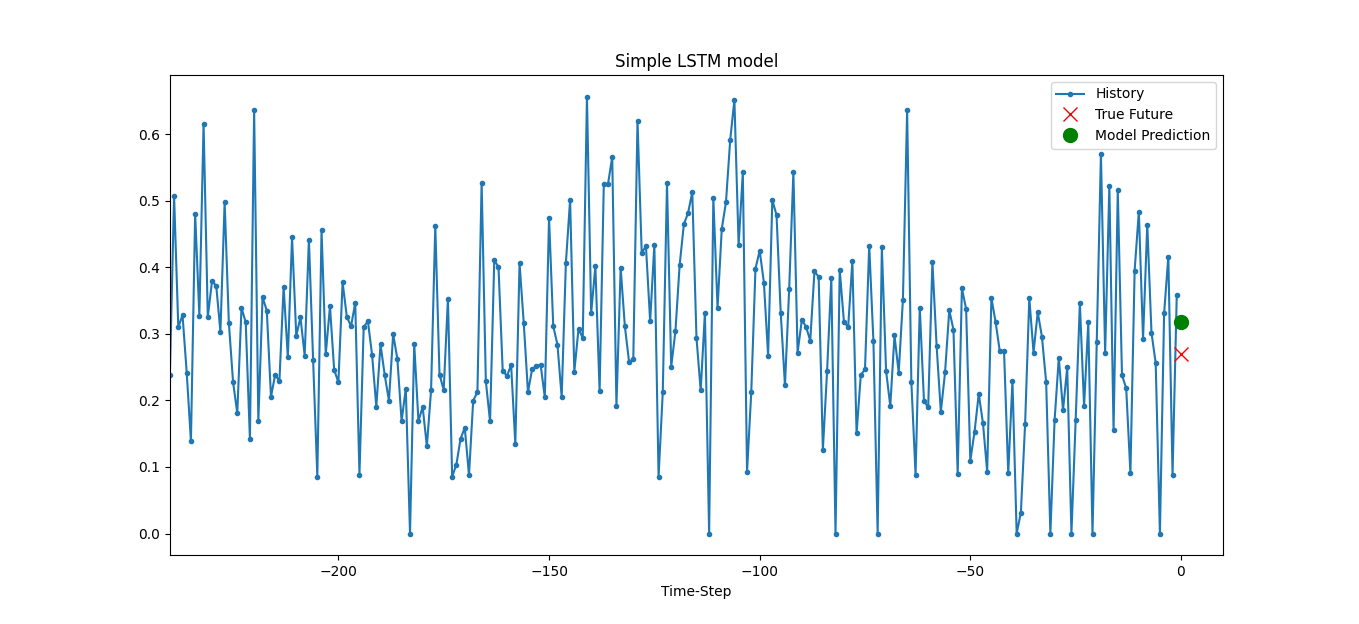 Simple LSTM model
History
True Future
Model Prediction
0.6
0.5
0.4
0.3
0.2
0.1
0.0
−200 −150 −100 −50 0
Time-Step